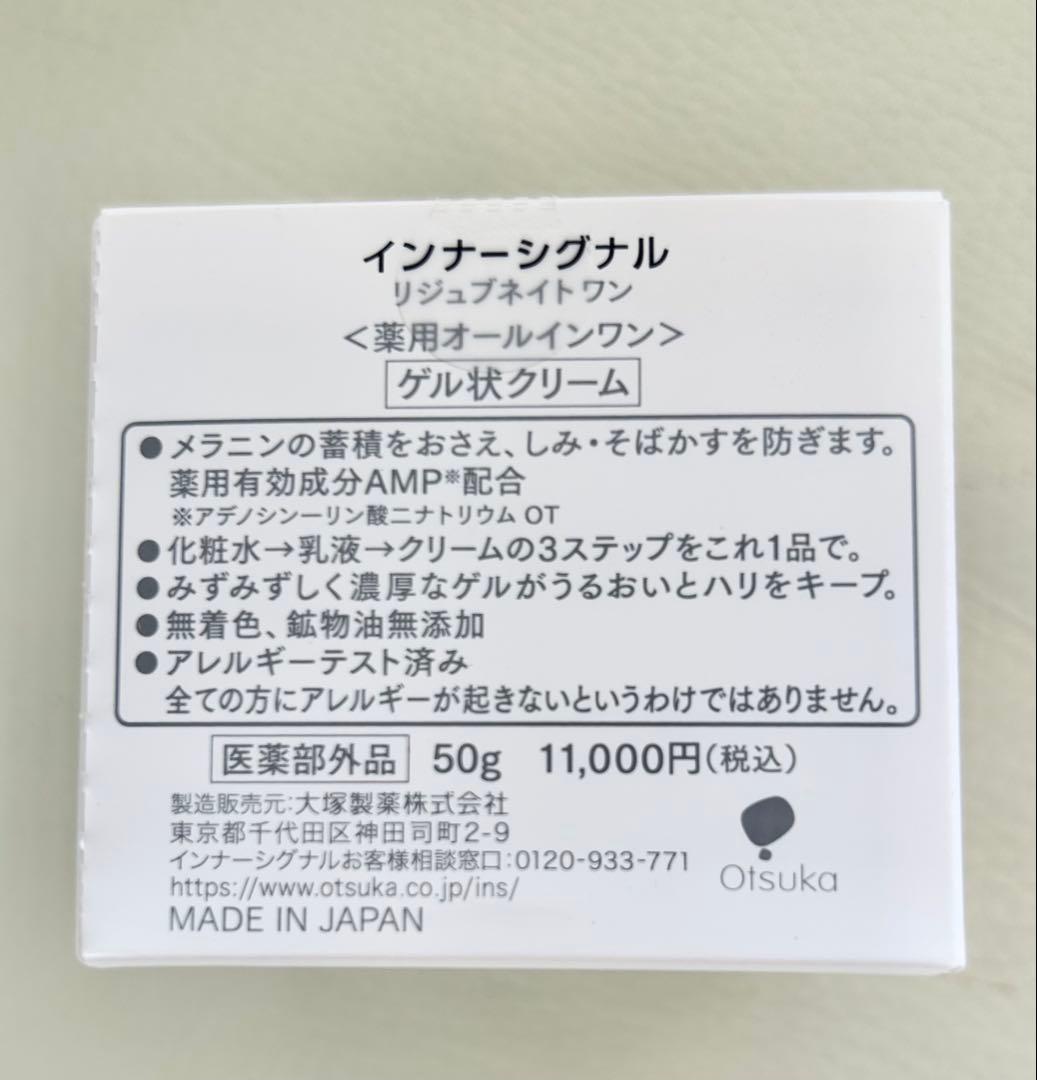 インナーシグナル
リジュブネイト ワン
＜薬用オールインワン＞
ゲル状クリーム
●メラニンの蓄積をおさえ、しみ・そばかすを防ぎます。
薬用有効成分AMP※配合
※アデノシン一リン酸二ナトリウム OT
●化粧水→乳液→クリームの3ステップをこれ1品で。
●みずみずしく濃厚なゲルがうるおいとハリをキープ。
●無着色、鉱物油無添加
●アレルギーテスト済み
全ての方にアレルギーが起きないというわけではありません。
医薬部外品 50g 11,000円(税込)
製造販売元:大塚製薬株式会社
東京都千代田区神田司町2-9
インナーシグナルお客様相談窓口:0120-933-771
https://www.otsuka.co.jp/ins/
MADE IN JAPAN
Otsuka